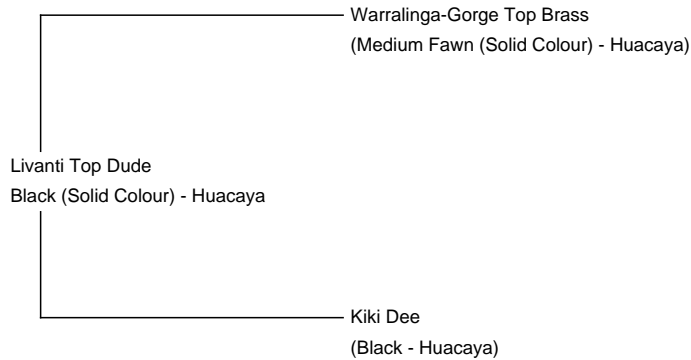 Warralinga-Gorge Top Brass
(Medium Fawn (Solid Colour) - Huacaya)
Livanti Top Dude
Black (Solid Colour) - Huacaya
Kiki Dee
(Black - Huacaya)